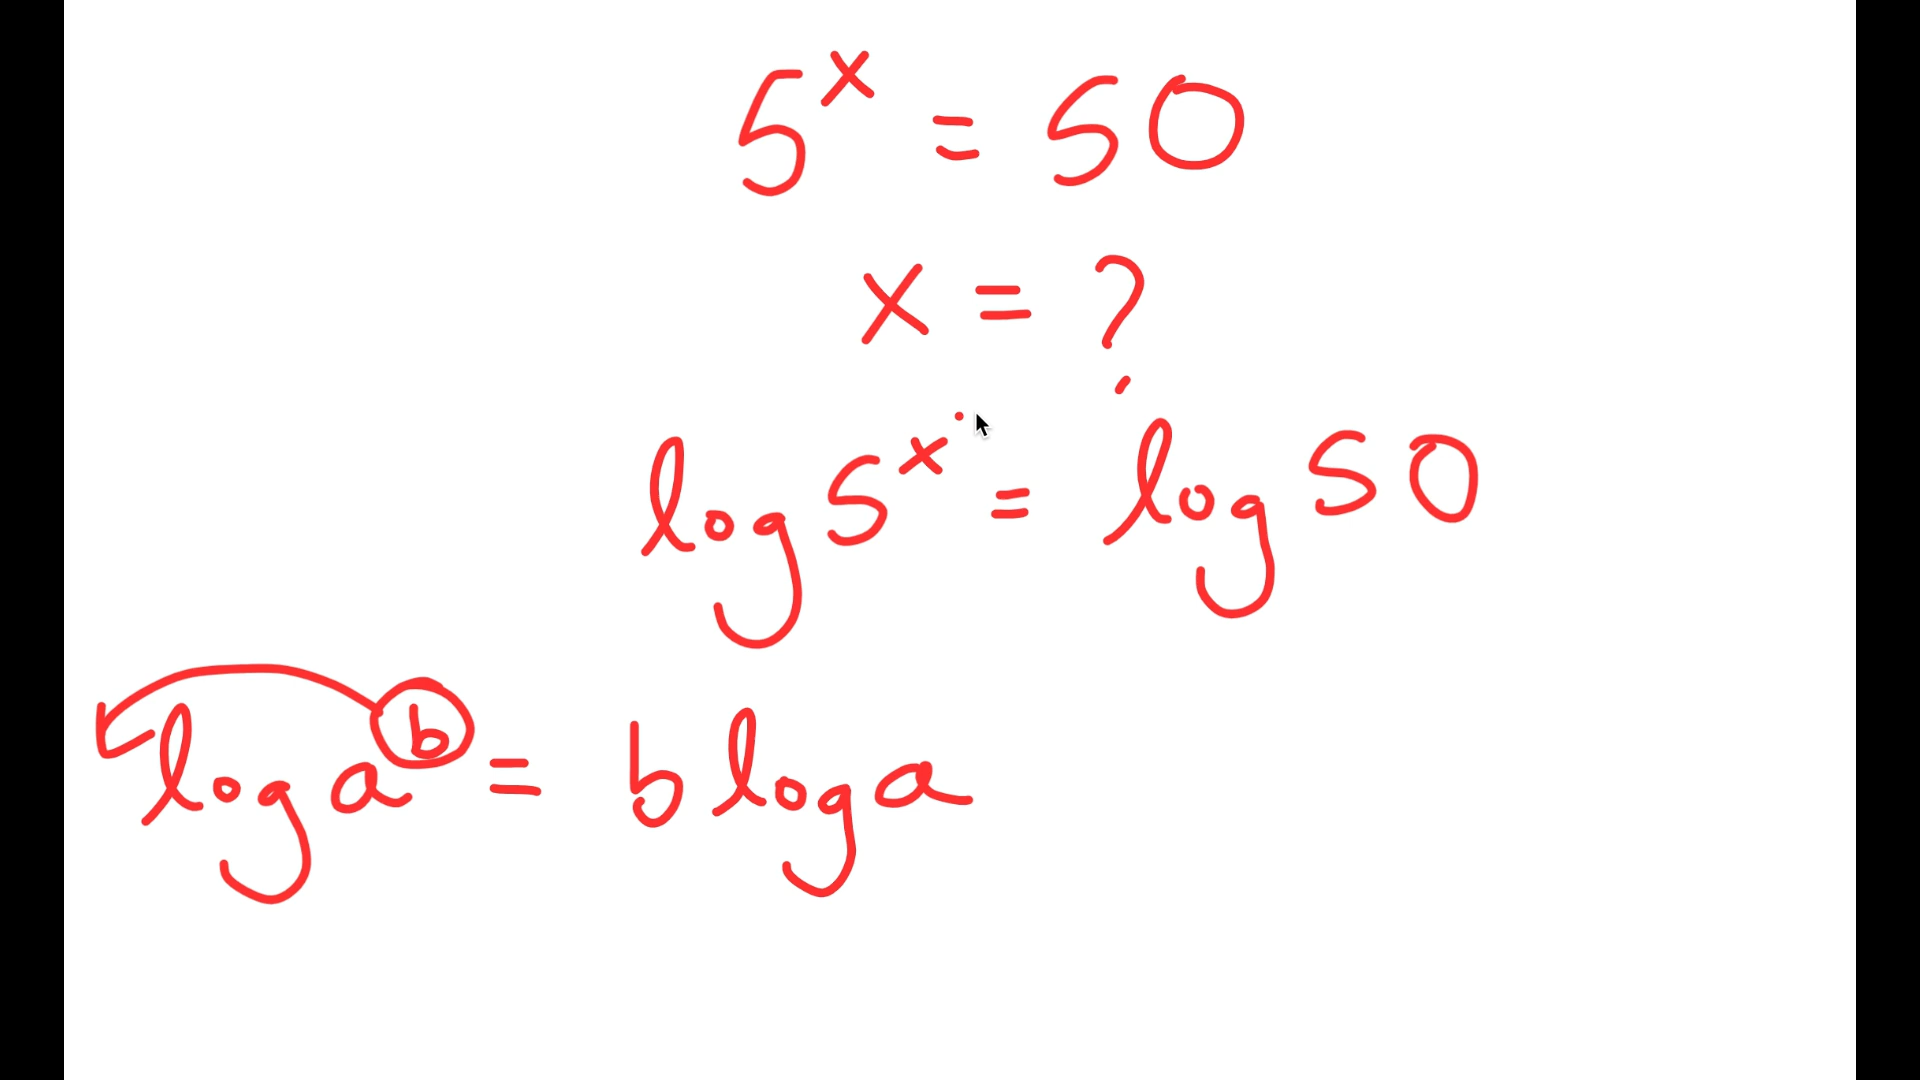 5^x = 50
x = ?
log 5^x = log 50
log a^b = b log a